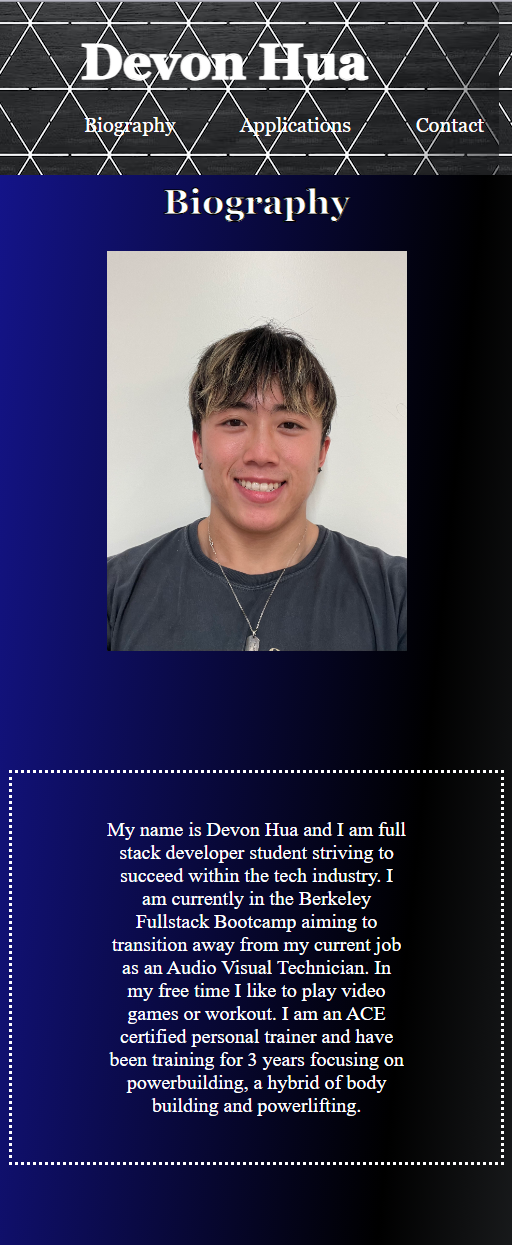 Devon Hua
Biography Applications Contact
Biography
My name is Devon Hua and I am full
stack developer student striving to
succeed within the tech industry. I
am currently in the Berkeley
Fullstack Bootcamp aiming to
transition away from my current job
as an Audio Visual Technician. In
my free time I like to play video
games or workout. I am an ACE
certified personal trainer and have
been training for 3 years focusing on
powerbuilding, a hybrid of body
building and powerlifting.